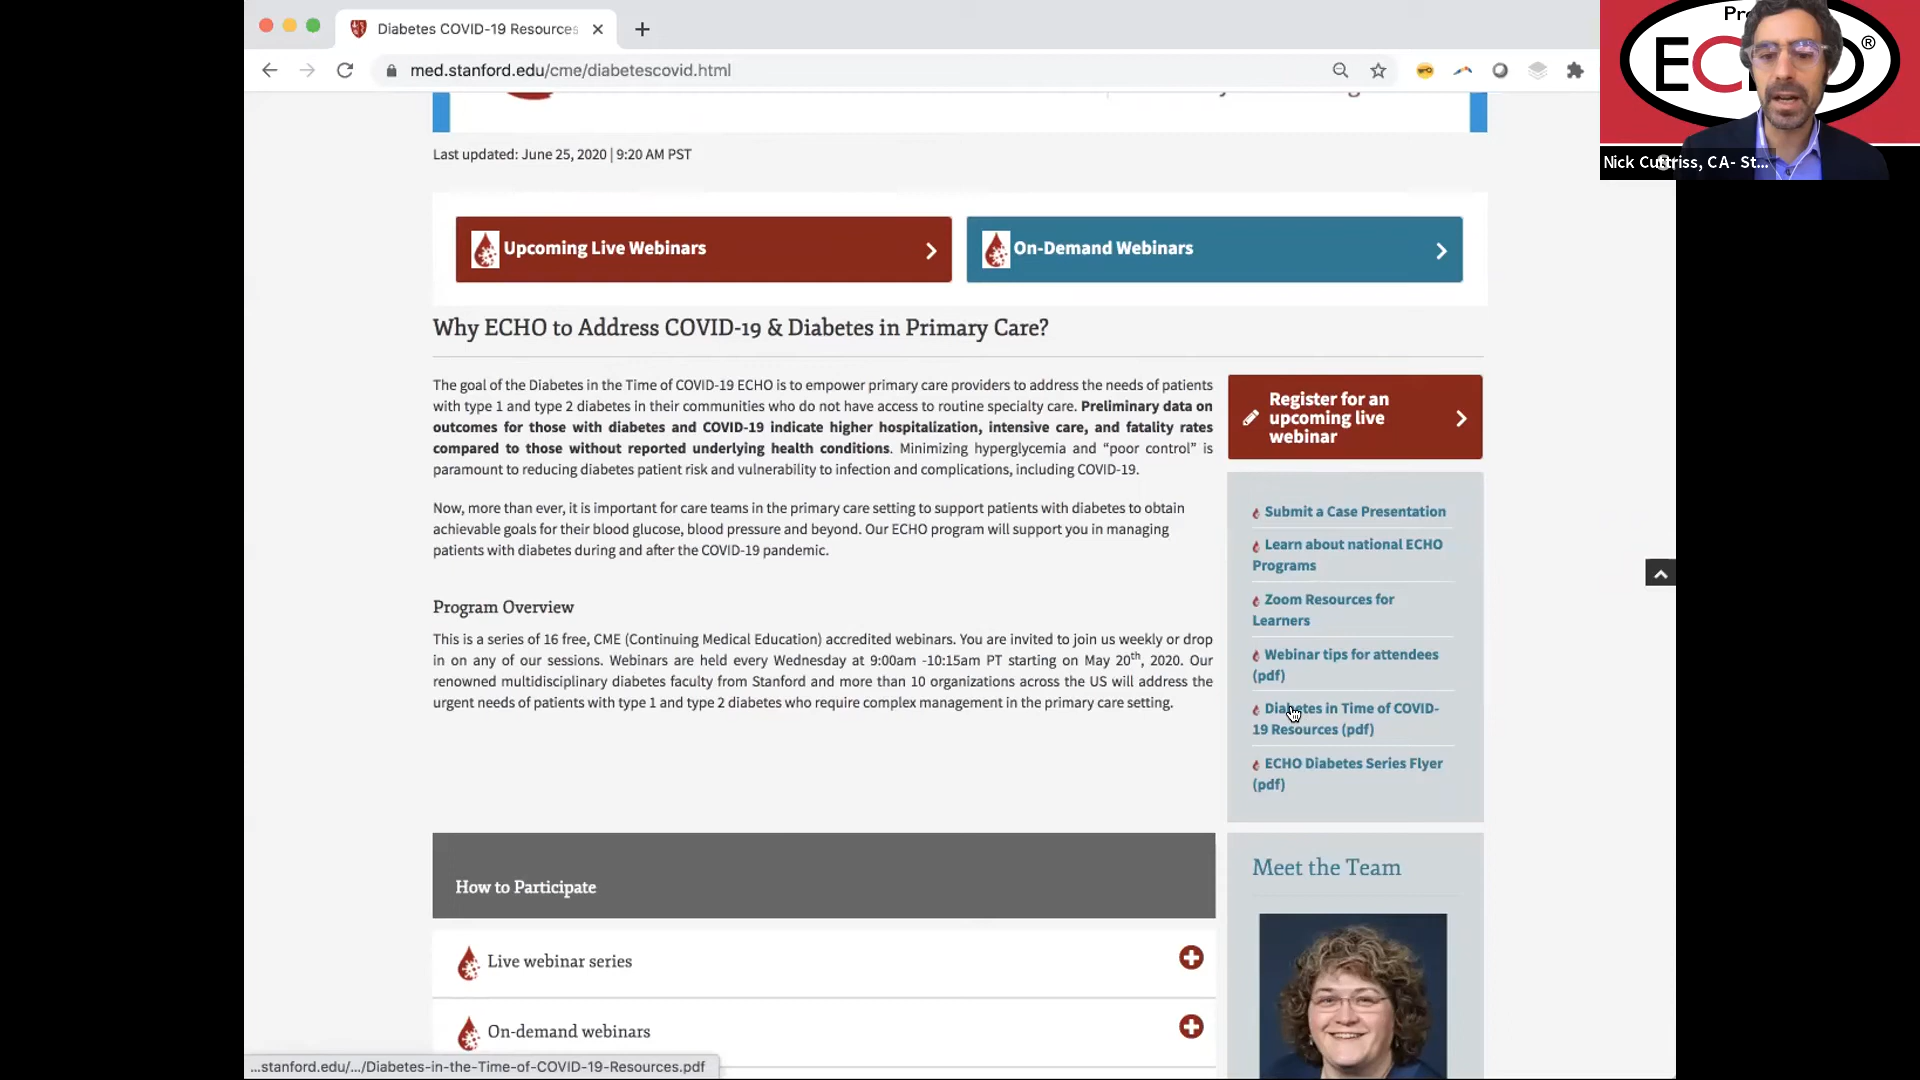 Diabetes COVID-19 Resources
med.stanford.edu/cme/diabetescovid.html
Nick Cuttriss, CA- St...
Last updated: June 25, 2020 | 9:20 AM PST
Upcoming Live Webinars
On-Demand Webinars
Why ECHO to Address COVID-19 & Diabetes in Primary Care?
The goal of the Diabetes in the Time of COVID-19 ECHO is to empower primary care providers to address the needs of patients
with type 1 and type 2 diabetes in their communities who do not have access to routine specialty care. Preliminary data on
outcomes for those with diabetes and COVID-19 indicate higher hospitalization, intensive care, and fatality rates
compared to those without reported underlying health conditions. Minimizing hyperglycemia and “poor control” is
paramount to reducing diabetes patient risk and vulnerability to infection and complications, including COVID-19.
Now, more than ever, it is important for care teams in the primary care setting to support patients with diabetes to obtain
achievable goals for their blood glucose, blood pressure and beyond. Our ECHO program will support you in managing
patients with diabetes during and after the COVID-19 pandemic.
Program Overview
This is a series of 16 free, CME (Continuing Medical Education) accredited webinars. You are invited to join us weekly or drop
in on any of our sessions. Webinars are held every Wednesday at 9:00am -10:15am PT starting on May 20th, 2020. Our
renowned multidisciplinary diabetes faculty from Stanford and more than 10 organizations across the US will address the
urgent needs of patients with type 1 and type 2 diabetes who require complex management in the primary care setting.
Register for an
upcoming live
webinar
Submit a Case Presentation
Learn about national ECHO
Programs
Zoom Resources for
Learners
Webinar tips for attendees
(pdf)
Diabetes in Time of COVID-
19 Resources (pdf)
ECHO Diabetes Series Flyer
(pdf)
How to Participate
Live webinar series
On-demand webinars
Meet the Team
...stanford.edu/.../Diabetes-in-the-Time-of-COVID-19-Resources.pdf